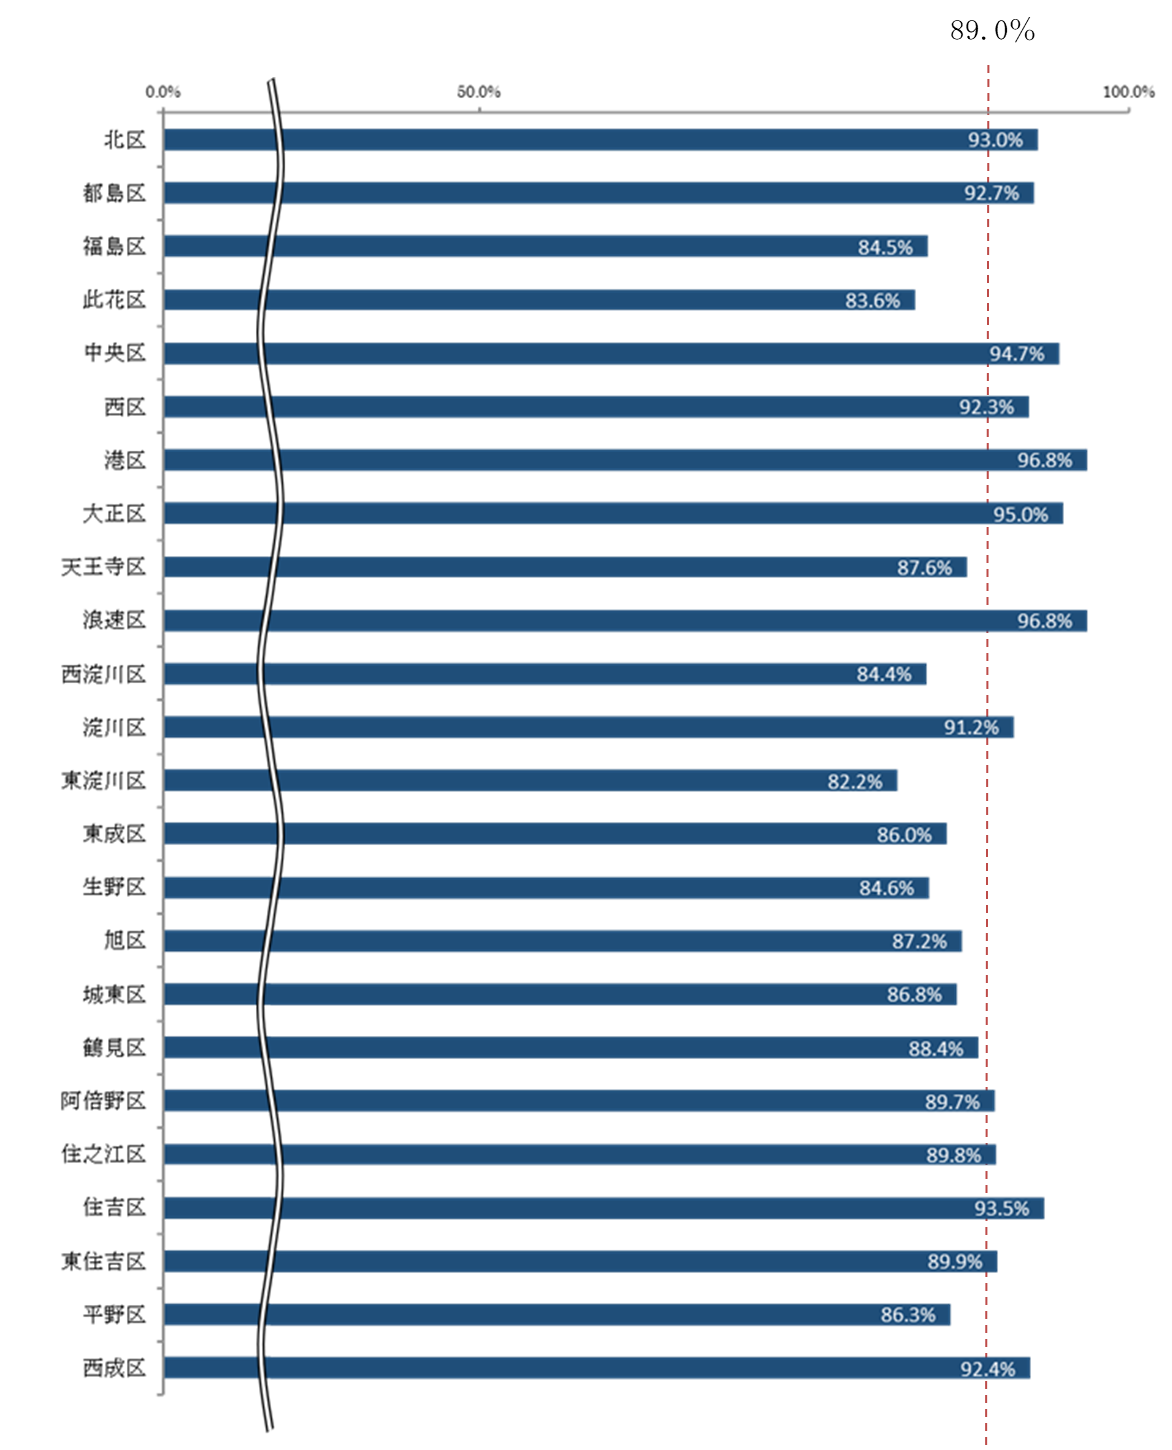 89.0%
0.0% 50.0% 100.0%
北区 93.0%
都島区 92.7%
福島区 84.5%
此花区 83.6%
中央区 94.7%
西区 92.3%
港区 96.8%
大正区 95.0%
天王寺区 87.6%
浪速区 96.8%
西淀川区 84.4%
淀川区 91.2%
東淀川区 82.2%
東成区 86.0%
生野区 84.6%
旭区 87.2%
城東区 86.8%
鶴見区 88.4%
阿倍野区 89.7%
住之江区 89.8%
住吉区 93.5%
東住吉区 89.9%
平野区 86.3%
西成区 92.4%